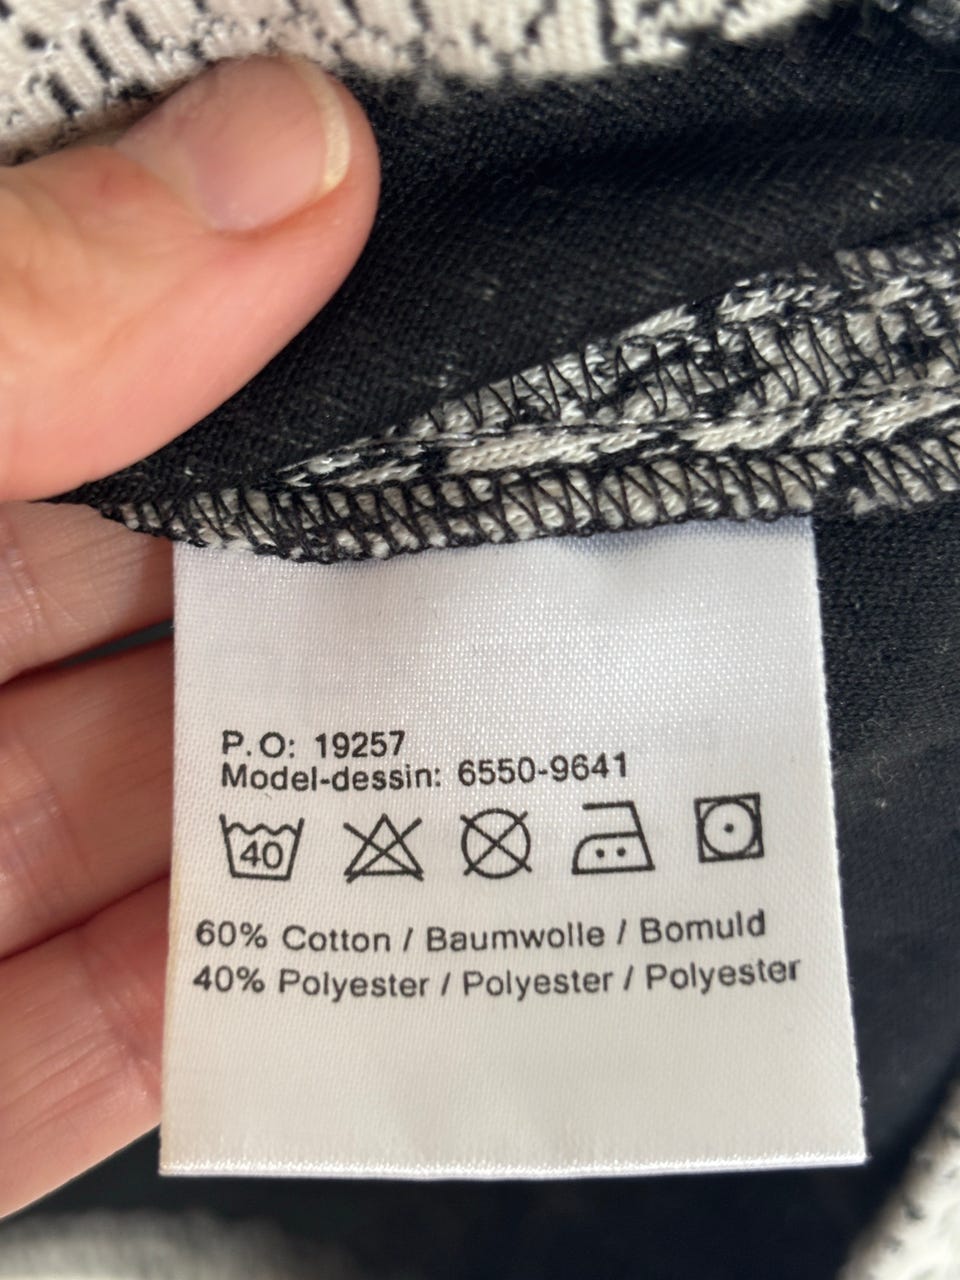 P.O: 19257
Model-dessin: 6550-9641
40
60% Cotton / Baumwolle / Bomuld
40% Polyester / Polyester / Polyester